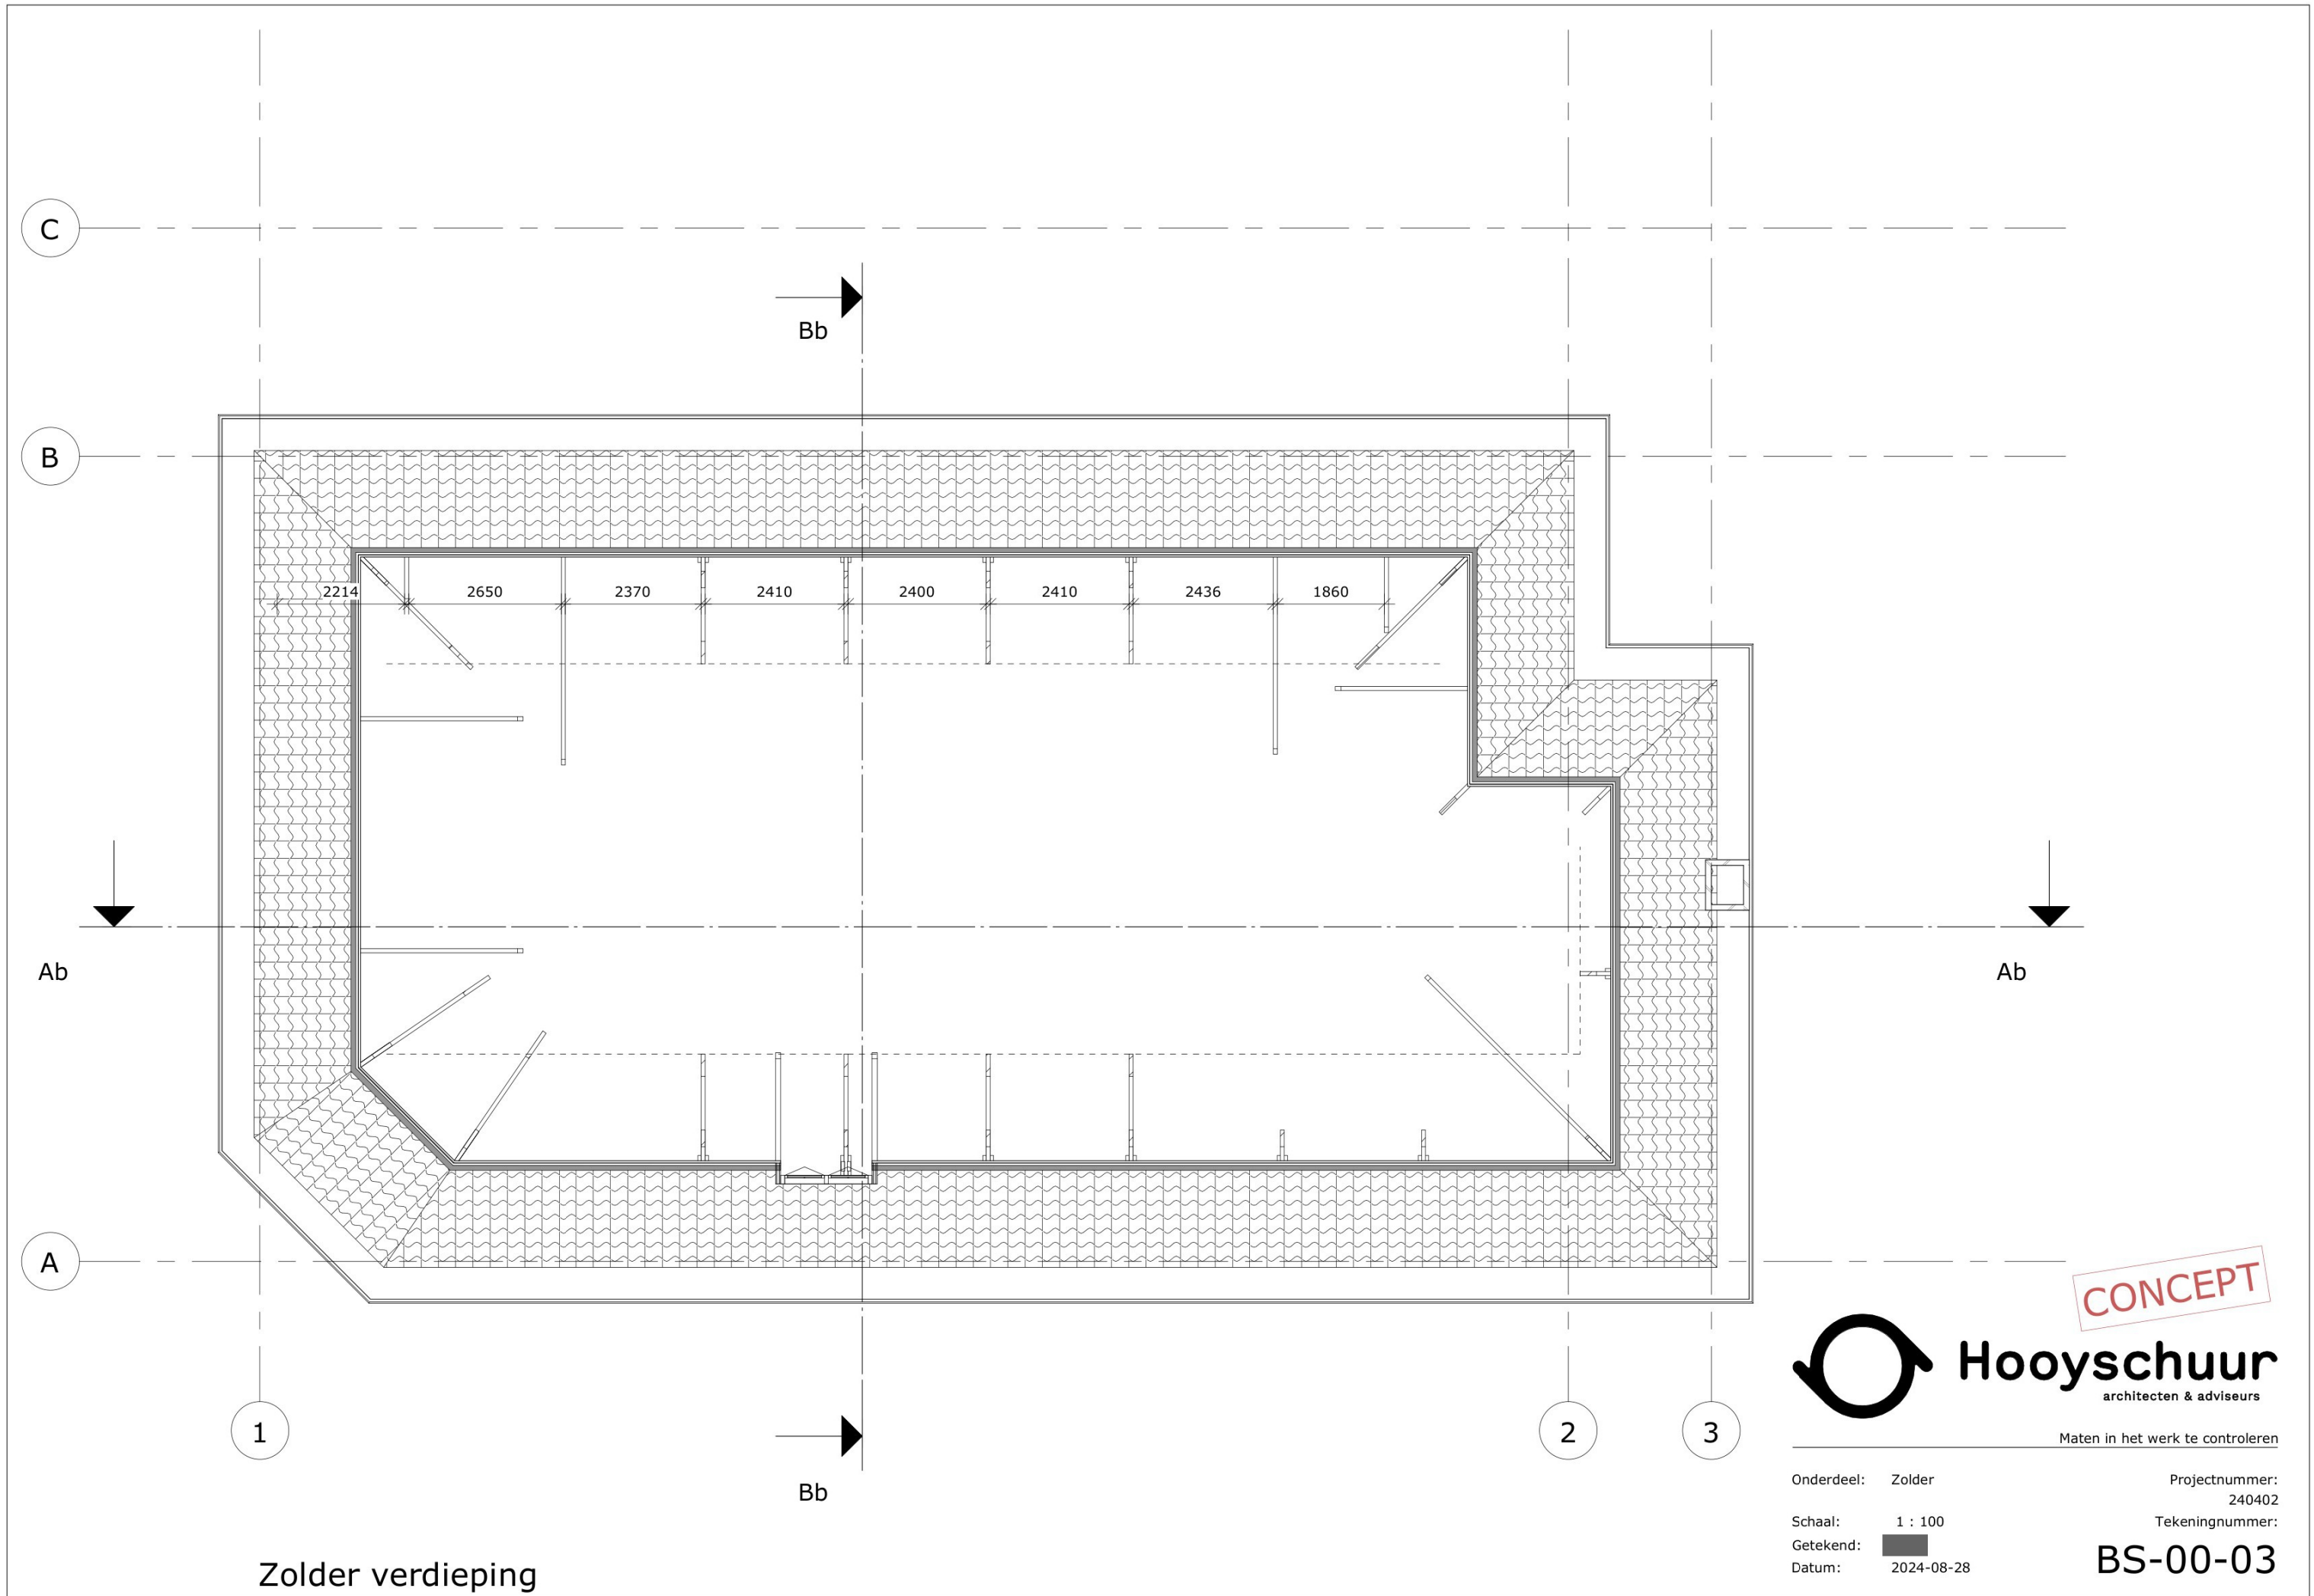 C
Bb
B
2214 2650 2370 2410 2400 2410 2436 1860
Ab Ab
A
CONCEPT
Hooyschuur
architecten & adviseurs
1 2 3
Maten in het werk te controleren
Bb
Onderdeel: Zolder
Projectnummer:
240402
Schaal: 1 : 100
Tekeningnummer:
Getekend:
BS-00-03
Datum: 2024-08-28
Zolder verdieping